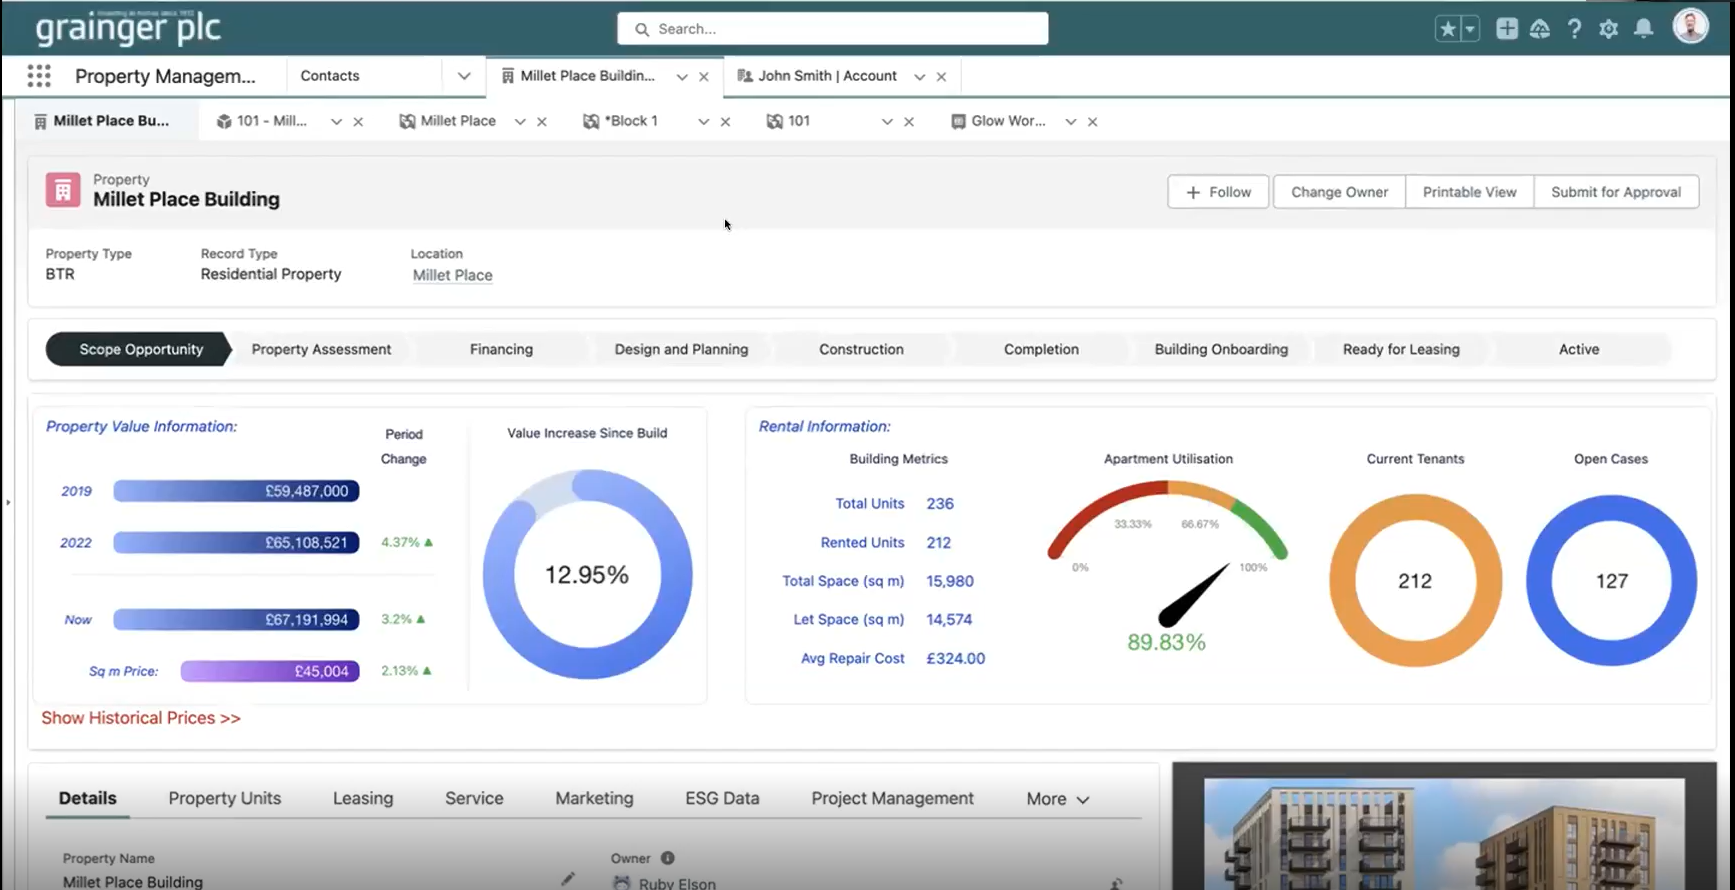 grainger plc
Search...
Property Managem...
Contacts
Millet Place Buildin...
John Smith | Account
Millet Place Bu...
101 - Mill...
Millet Place
*Block 1
101
Glow Wor...
Property
Millet Place Building
+ Follow
Change Owner
Printable View
Submit for Approval
Property Type
BTR
Record Type
Residential Property
Location
Millet Place
Scope Opportunity
Property Assessment
Financing
Design and Planning
Construction
Completion
Building Onboarding
Ready for Leasing
Active
Property Value Information:
Period
Change
2019
£59,487,000
2022
£65,108,521
4.37%
Now
£67,191,994
3.2%
Sq m Price:
£45,004
2.13%
Value Increase Since Build
12.95%
Show Historical Prices >>
Rental Information:
Building Metrics
Total Units 236
Rented Units 212
Total Space (sq m) 15,980
Let Space (sq m) 14,574
Avg Repair Cost £324.00
Apartment Utilisation
0%
33.33%
66.67%
100%
89.83%
Current Tenants
212
Open Cases
127
Details
Property Units
Leasing
Service
Marketing
ESG Data
Project Management
More
Property Name
Millet Place Building
Owner
Ruby Elson